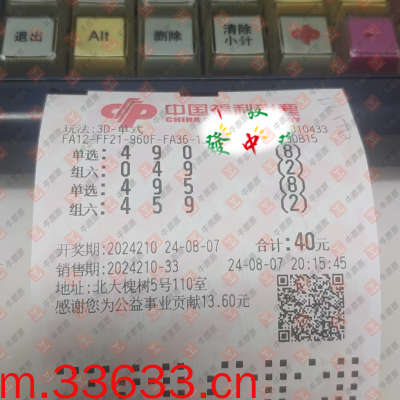 退出
Alt
删除
清除
小计
中国福利彩票
玩法:3D-单式
10433
FA12-FF21-960F-FA36-1
90815
發
中
单选: 4 9 0 (8)
组六: 0 4 9 (2)
单选: 4 9 5 (8)
组六: 4 5 9 (2)
开奖期:2024210 24-08-07 合计:40元
销售期:2024210-33 24-08-07 20:15:45
地址:北大槐树5号110室
感谢您为公益事业贡献13.60元
m.33633.cn